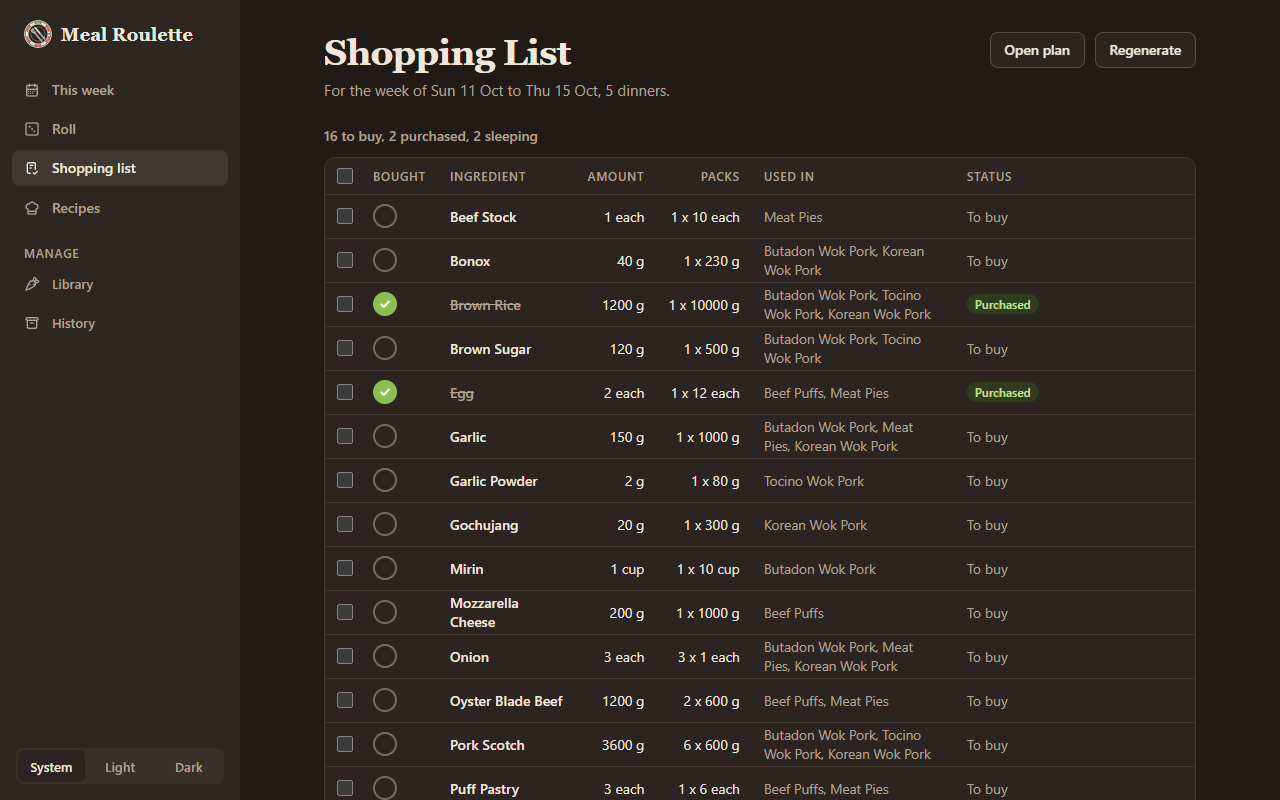 Meal Roulette
This week
Roll
Shopping list
Recipes
MANAGE
Library
History
System Light Dark
Shopping List
For the week of Sun 11 Oct to Thu 15 Oct, 5 dinners.
Open plan Regenerate
16 to buy, 2 purchased, 2 sleeping
BOUGHT INGREDIENT AMOUNT PACKS USED IN STATUS
Beef Stock 1 each 1 x 10 each Meat Pies To buy
Bonox 40 g 1 x 230 g Butadon Wok Pork, Korean
Wok Pork To buy
Brown Rice 1200 g 1 x 10000 g Butadon Wok Pork, Tocino
Wok Pork, Korean Wok Pork Purchased
Brown Sugar 120 g 1 x 500 g Butadon Wok Pork, Tocino
Wok Pork To buy
Egg 2 each 1 x 12 each Beef Puffs, Meat Pies Purchased
Garlic 150 g 1 x 1000 g Butadon Wok Pork, Meat
Pies, Korean Wok Pork To buy
Garlic Powder 2 g 1 x 80 g Tocino Wok Pork To buy
Gochujang 20 g 1 x 300 g Korean Wok Pork To buy
Mirin 1 cup 1 x 10 cup Butadon Wok Pork To buy
Mozzarella
Cheese 200 g 1 x 1000 g Beef Puffs To buy
Onion 3 each 3 x 1 each Butadon Wok Pork, Meat
Pies, Korean Wok Pork To buy
Oyster Blade Beef 1200 g 2 x 600 g Beef Puffs, Meat Pies To buy
Pork Scotch 3600 g 6 x 600 g Butadon Wok Pork, Tocino
Wok Pork, Korean Wok Pork To buy
Puff Pastry 3 each 1 x 6 each Beef Puffs, Meat Pies To buy